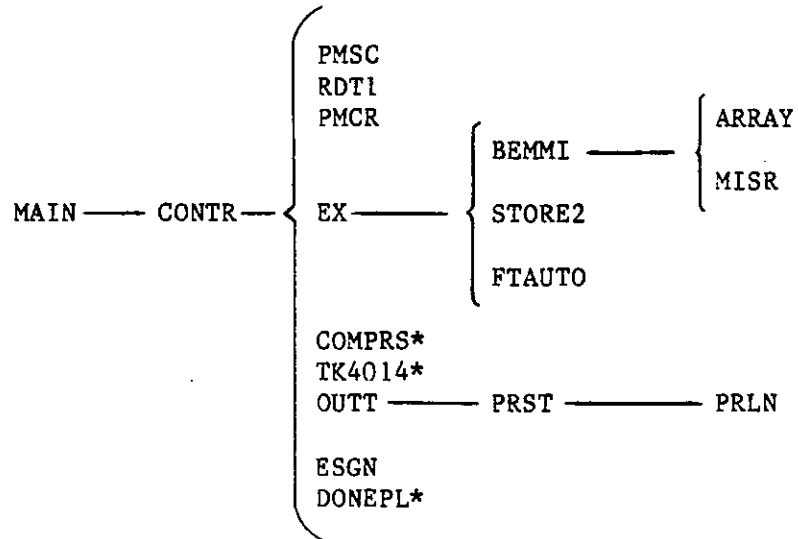 PMSC
RDT1
PMCR
BEMMI
ARRAY
MISR
MAIN CONTR EX STORE2
FTAUTO
COMPRS*
TK4014*
OUTT PRST PRLN
ESGN
DONEPL*